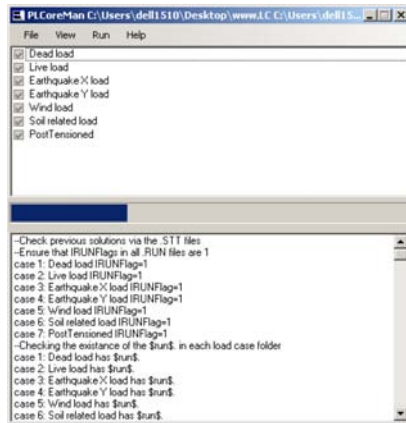 PLCoreMan C:\Users\dell1510\Desktop\www.LC C:\Users\dell15...
File View Run Help
Dead load
Live load
Earthquake X load
Earthquake Y load
Wind load
Soil related load
PostTensioned
--Check previous solutions via the .STT files
--Ensure that IRUNFlags in all .RUN files are 1
case 1: Dead load IRUNFlag=1
case 2: Live load IRUNFlag=1
case 3: Earthquake X load IRUNFlag=1
case 4: Earthquake Y load IRUNFlag=1
case 5: Wind load IRUNFlag=1
case 6: Soil related load IRUNFlag=1
case 7: PostTensioned IRUNFlag=1
--Checking the existance of the $run$. in each load case folder
case 1: Dead load has $run$.
case 2: Live load has $run$.
case 3: Earthquake X load has $run$.
case 4: Earthquake Y load has $run$.
case 5: Wind load has $run$.
case 6: Soil related load has $run$.